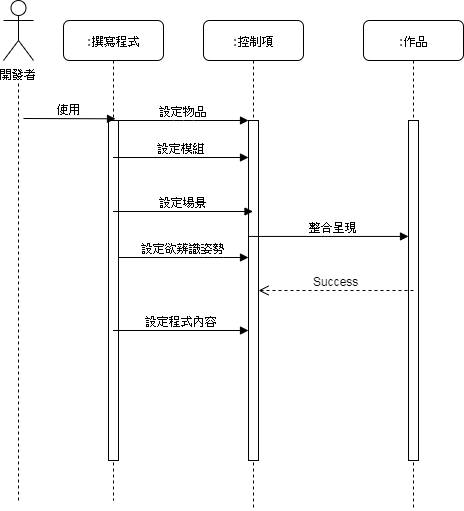 :撰寫程式
:控制項
:作品
開發者
使用
設定物品
設定模組
設定場景
整合呈現
設定欲辨識姿勢
Success
設定程式內容